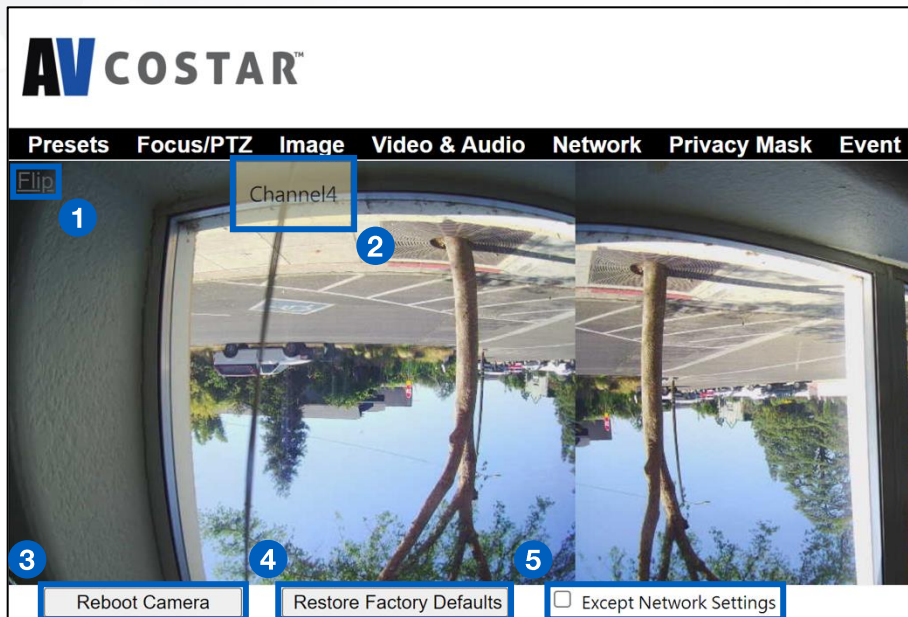 AV COSTAR™
Presets Focus/PTZ Image Video & Audio Network Privacy Mask Event
Flip
1
Channel4
2
3
4
5
Reboot Camera
Restore Factory Defaults
Except Network Settings